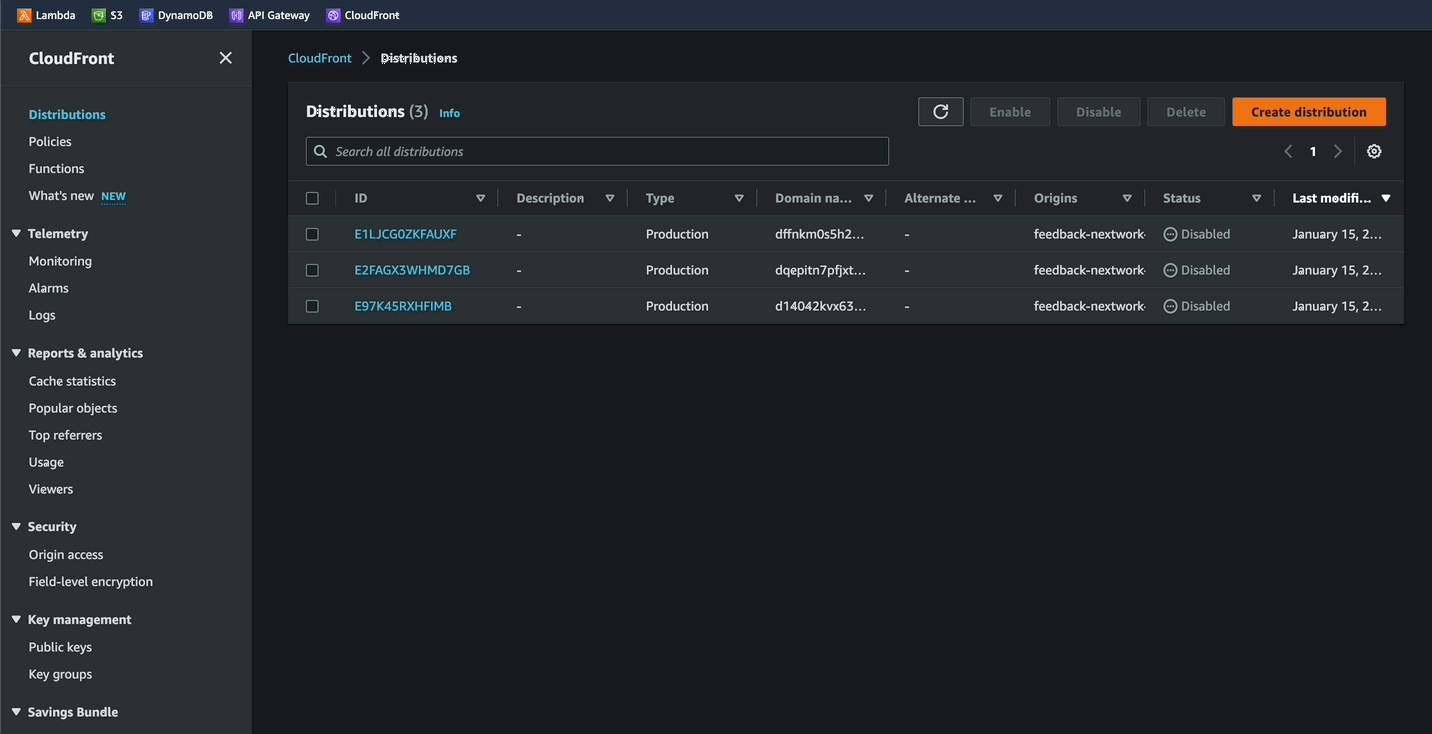 Lambda S3 DynamoDB API Gateway CloudFront
CloudFront
Distributions
Policies
Functions
What's new NEW
Telemetry
Monitoring
Alarms
Logs
Reports & analytics
Cache statistics
Popular objects
Top referrers
Usage
Viewers
Security
Origin access
Field-level encryption
Key management
Public keys
Key groups
Savings Bundle
CloudFront > Distributions
Distributions (3) Info
Enable Disable Delete Create distribution
Search all distributions
1
ID Description Type Domain na... Alternate ... Origins Status Last modifi...
E1LJCG0ZKFAUXF - Production dffnkm0s5h2... - feedback-nextwork- Disabled January 15, 2...
E2FAGX3WHMD7GB - Production dqepitn7pfjxt... - feedback-nextwork- Disabled January 15, 2...
E97K45RXHFIMB - Production d14042kvx63... - feedback-nextwork- Disabled January 15, 2...